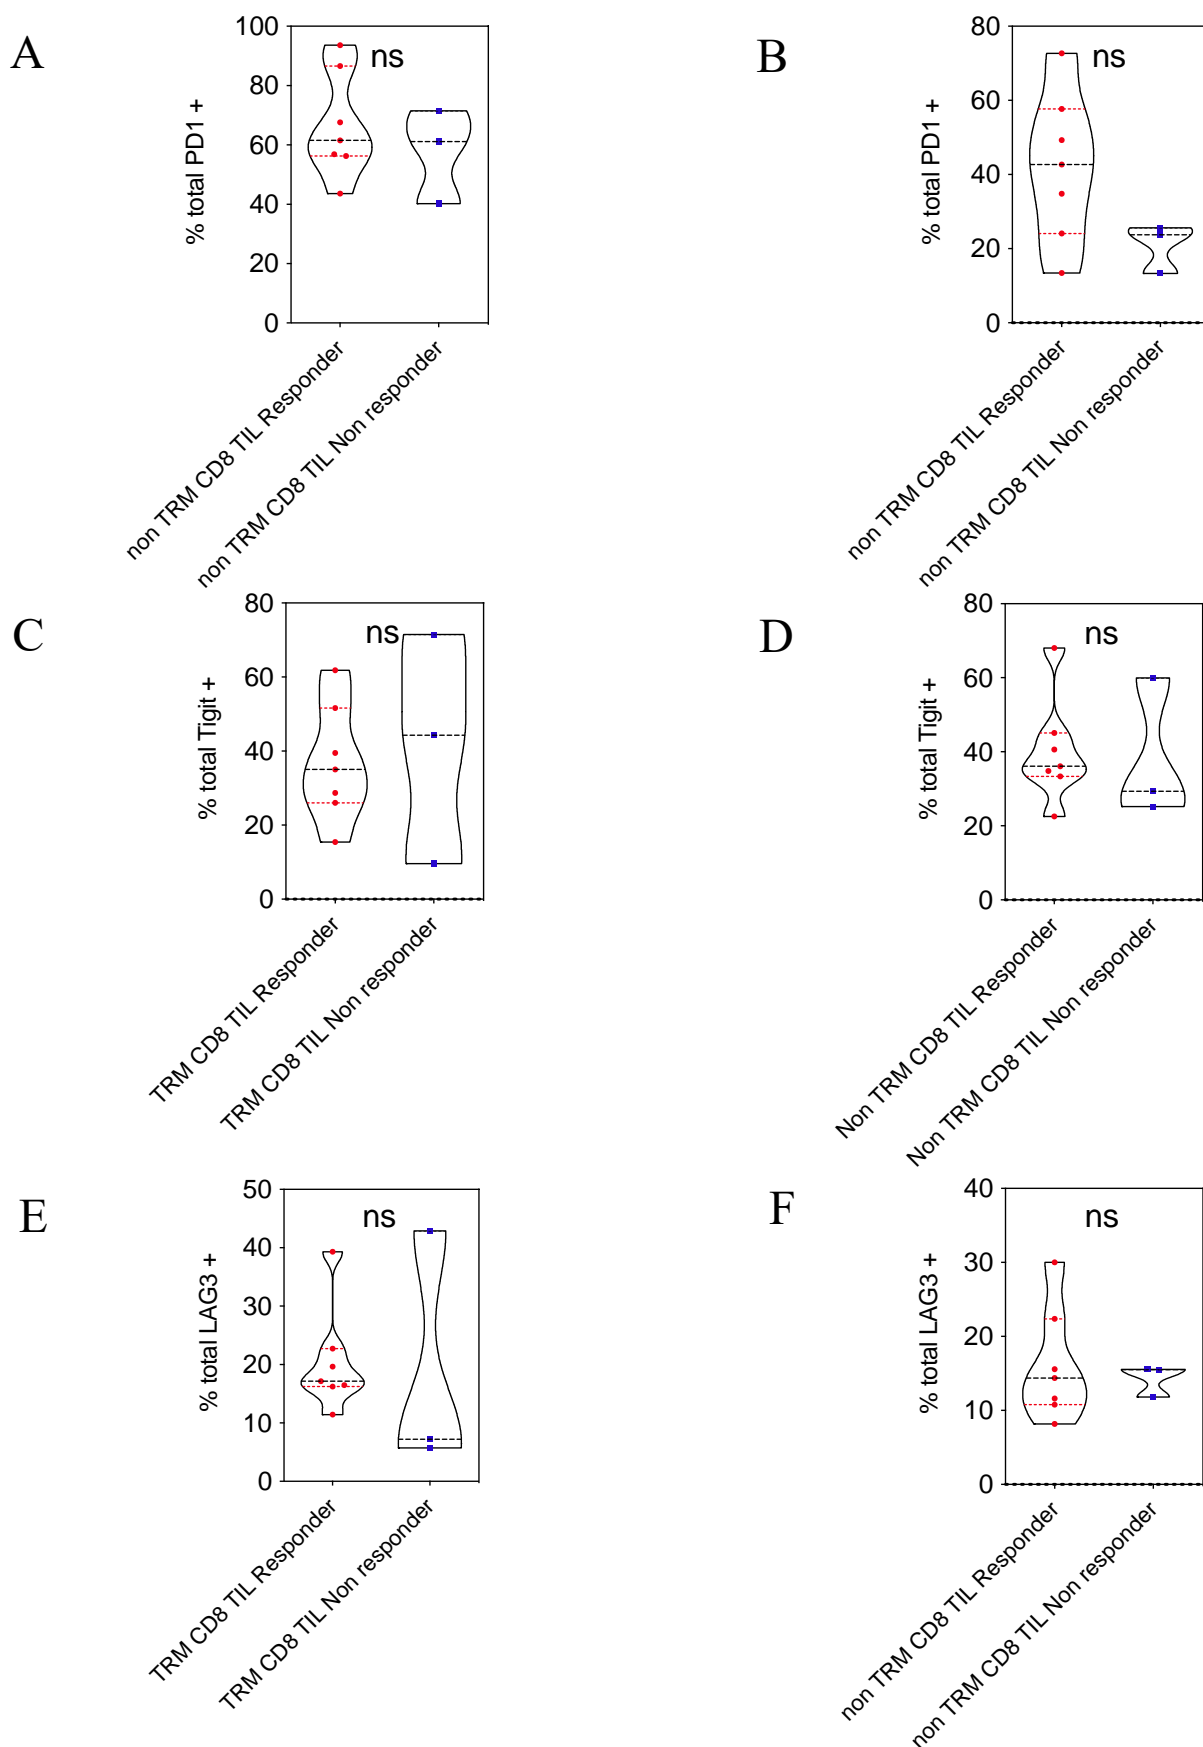 A
% total PD1 +
100
80
60
40
20
0
ns
non TRM CD8 TIL Responder
non TRM CD8 TIL Non responder
B
% total PD1 +
80
60
40
20
0
ns
non TRM CD8 TIL Responder
non TRM CD8 TIL Non responder
C
% total Tigit +
80
60
40
20
0
ns
TRM CD8 TIL Responder
TRM CD8 TIL Non responder
D
% total Tigit +
80
60
40
20
0
ns
Non TRM CD8 TIL Responder
Non TRM CD8 TIL Non responder
E
% total LAG3 +
50
40
30
20
10
0
ns
TRM CD8 TIL Responder
TRM CD8 TIL Non responder
F
% total LAG3 +
40
30
20
10
0
ns
non TRM CD8 TIL Responder
non TRM CD8 TIL Non responder